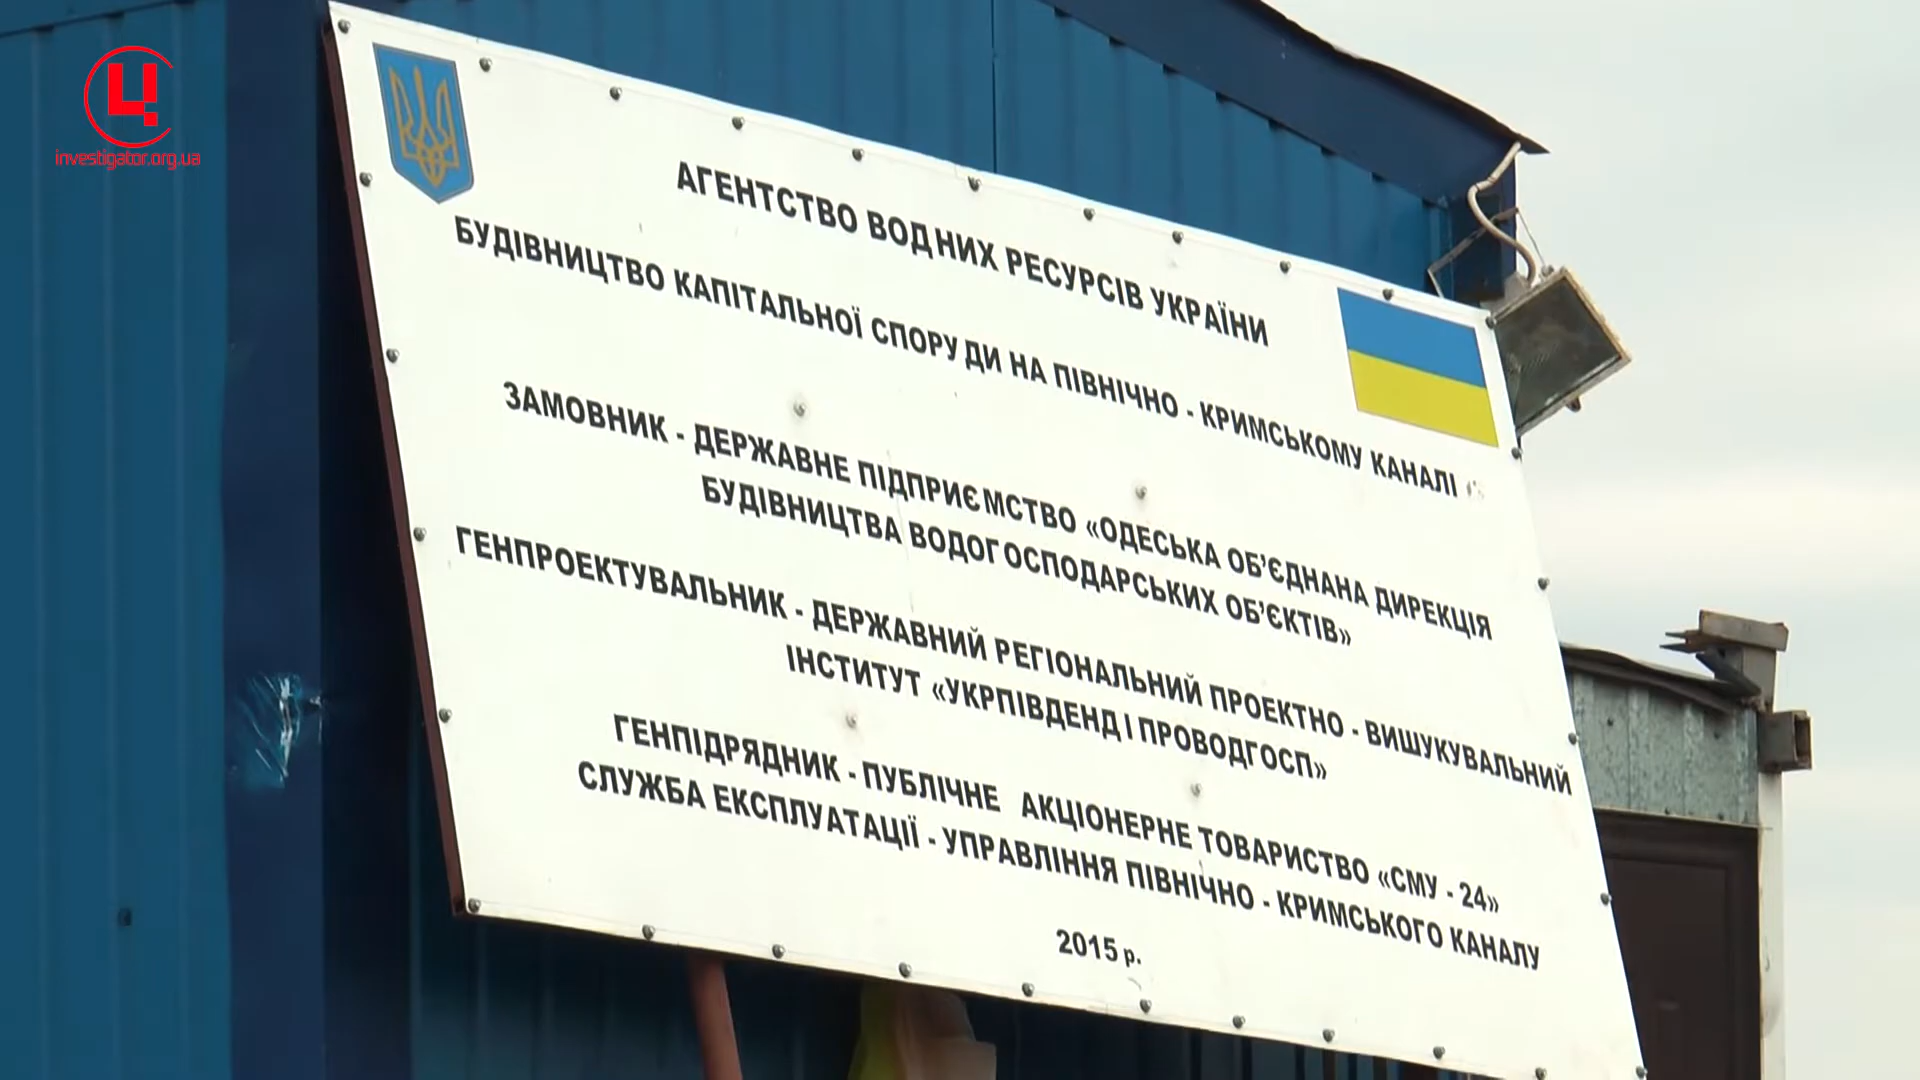 Ц
investigator.org.ua
АГЕНТСТВО ВОДНИХ РЕСУРСІВ УКРАЇНИ
БУДІВНИЦТВО КАПІТАЛЬНОЇ СПОРУДИ НА ПІВНІЧНО - КРИМСЬКОМУ КАНАЛІ
ЗАМОВНИК - ДЕРЖАВНЕ ПІДПРИЄМСТВО «ОДЕСЬКА ОБ'ЄДНАНА ДИРЕКЦІЯ
БУДІВНИЦТВА ВОДОГОСПОДАРСЬКИХ ОБ'ЄКТІВ»
ГЕНПРОЕКТУВАЛЬНИК - ДЕРЖАВНИЙ РЕГІОНАЛЬНИЙ ПРОЕКТНО - ВИШУКУВАЛЬНИЙ
ІНСТИТУТ «УКРПІВДЕНДІПРОВОДГОСП»
ГЕНПІДРЯДНИК - ПУБЛІЧНЕ АКЦІОНЕРНЕ ТОВАРИСТВО «СМУ - 24»
СЛУЖБА ЕКСПЛУАТАЦІЇ - УПРАВЛІННЯ ПІВНІЧНО - КРИМСЬКОГО КАНАЛУ
2015 р.